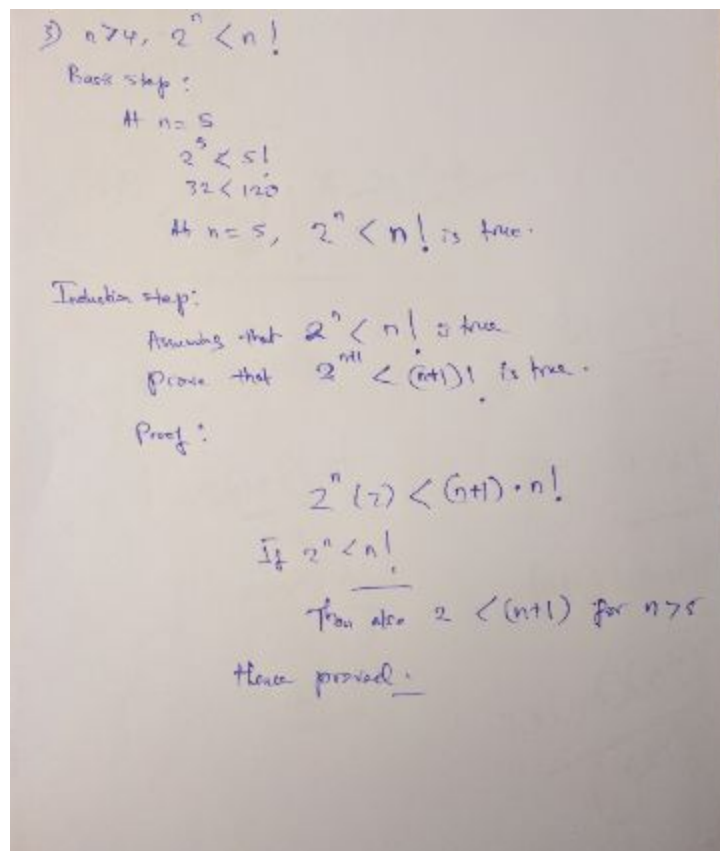 3) n>4, 2^n < n!
Basis step :
At n = 5
2^5 < 5!
32 < 120
At n = 5, 2^n < n! is true.
Induction step:
Assuming that 2^n < n! is true
prove that 2^n+1 < (n+1)! is true.
Proof :
2^n (2) < (n+1) · n!
If 2^n < n!
Then also 2 < (n+1) for n>5
Hence proved.